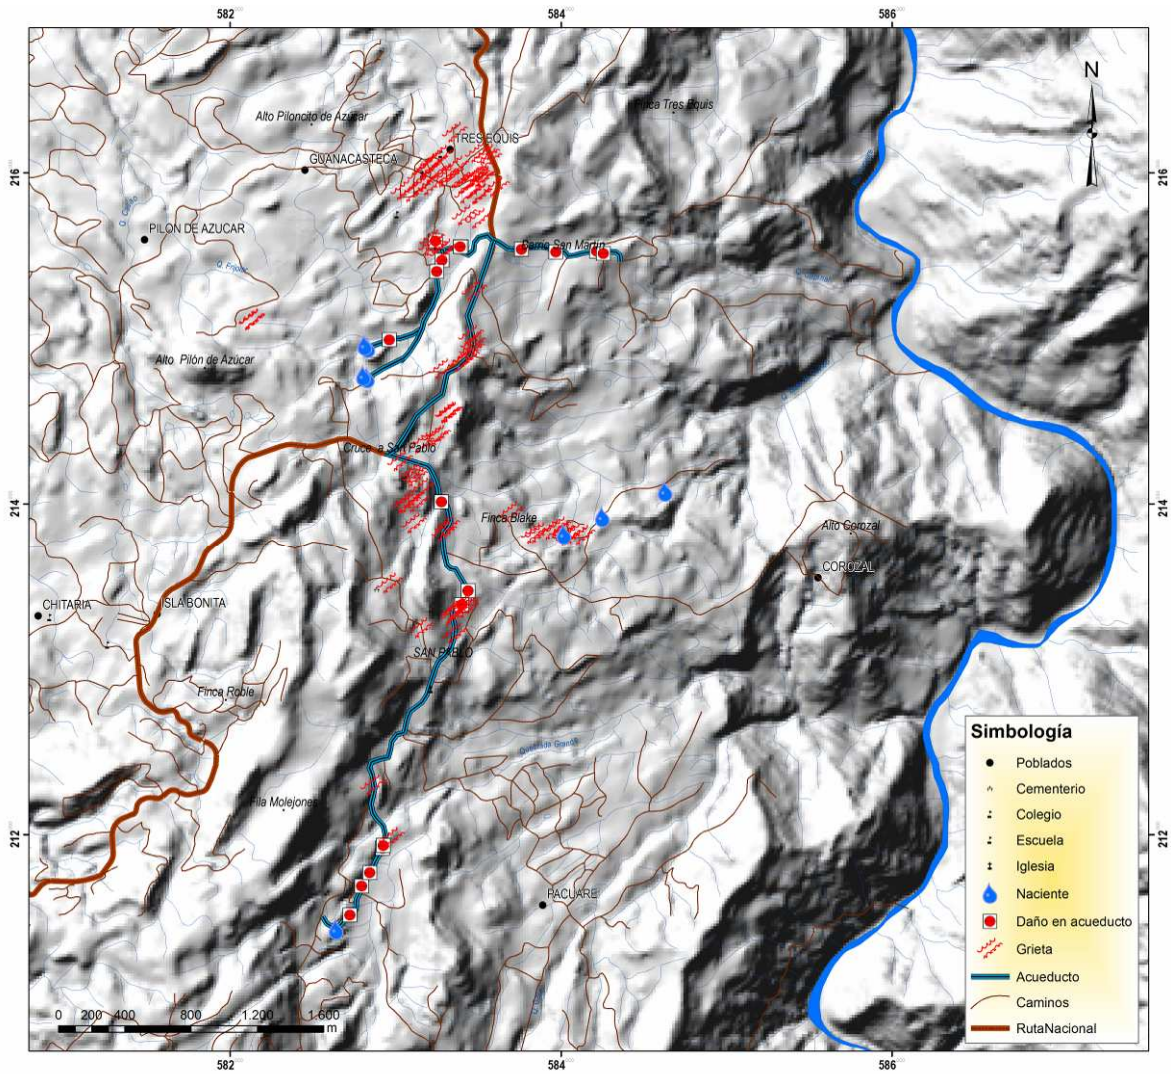 582
584
586
Alto Piloncito de Azúcar
Finca Tres Equis
TRES EQUIS
GUANACASTECA
N
216
216
PILON DE AZUCAR
Barrio San Martín
Q. Frijoles
Alto Pilón de Azúcar
Cruce a San Pablo
214
214
Finca Blake
Alto Corozal
COROZAL
CHITARIA
ISLA BONITA
SAN PABLO
Finca Roble
Quebrada Grande
Fila Molejones
212
212
PACUARE
Simbología
Poblados
Cementerio
Colegio
Escuela
Iglesia
Naciente
Daño en acueducto
Grieta
Acueducto
Caminos
RutaNacional
0 200 400 800 1.200 1.600
m
582
584
586